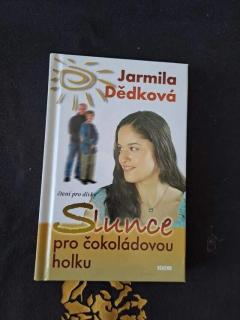 Jarmila
Dědková
čtení pro dívky
Slunce
pro čokoládovou
holku